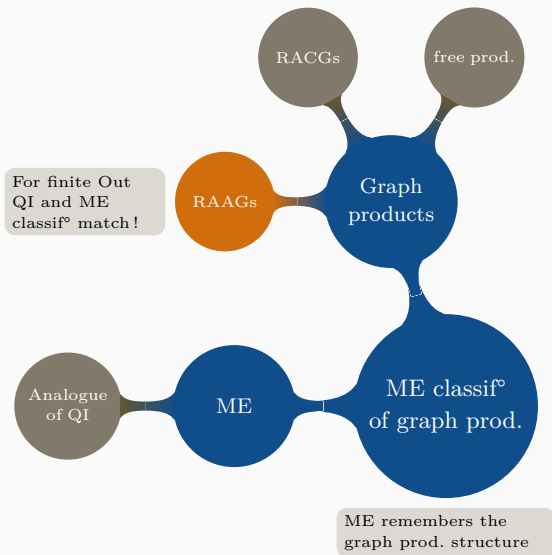 RACGs
free prod.
For finite Out
QI and ME
classif° match !
RAAGs
Graph
products
Analogue
of QI
ME
ME classif°
of graph prod.
ME remembers the
graph prod. structure